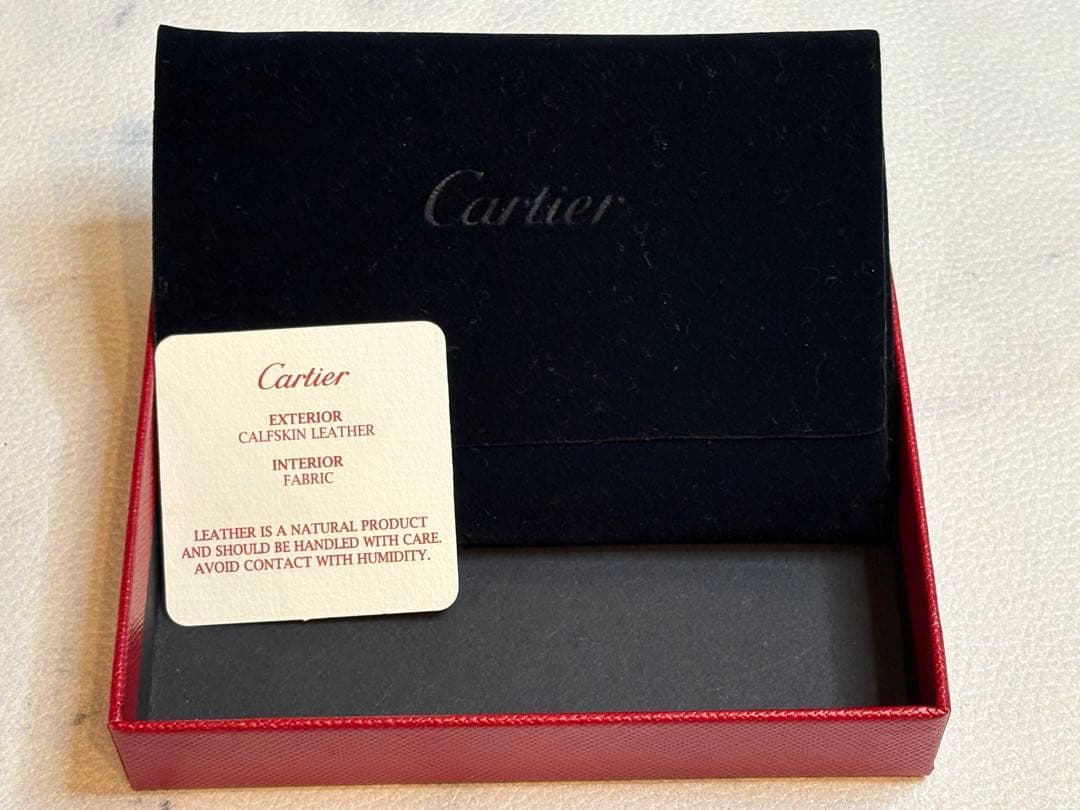 Cartier
Cartier
EXTERIOR
CALFSKIN LEATHER
INTERIOR
FABRIC
LEATHER IS A NATURAL PRODUCT
AND SHOULD BE HANDLED WITH CARE.
AVOID CONTACT WITH HUMIDITY.